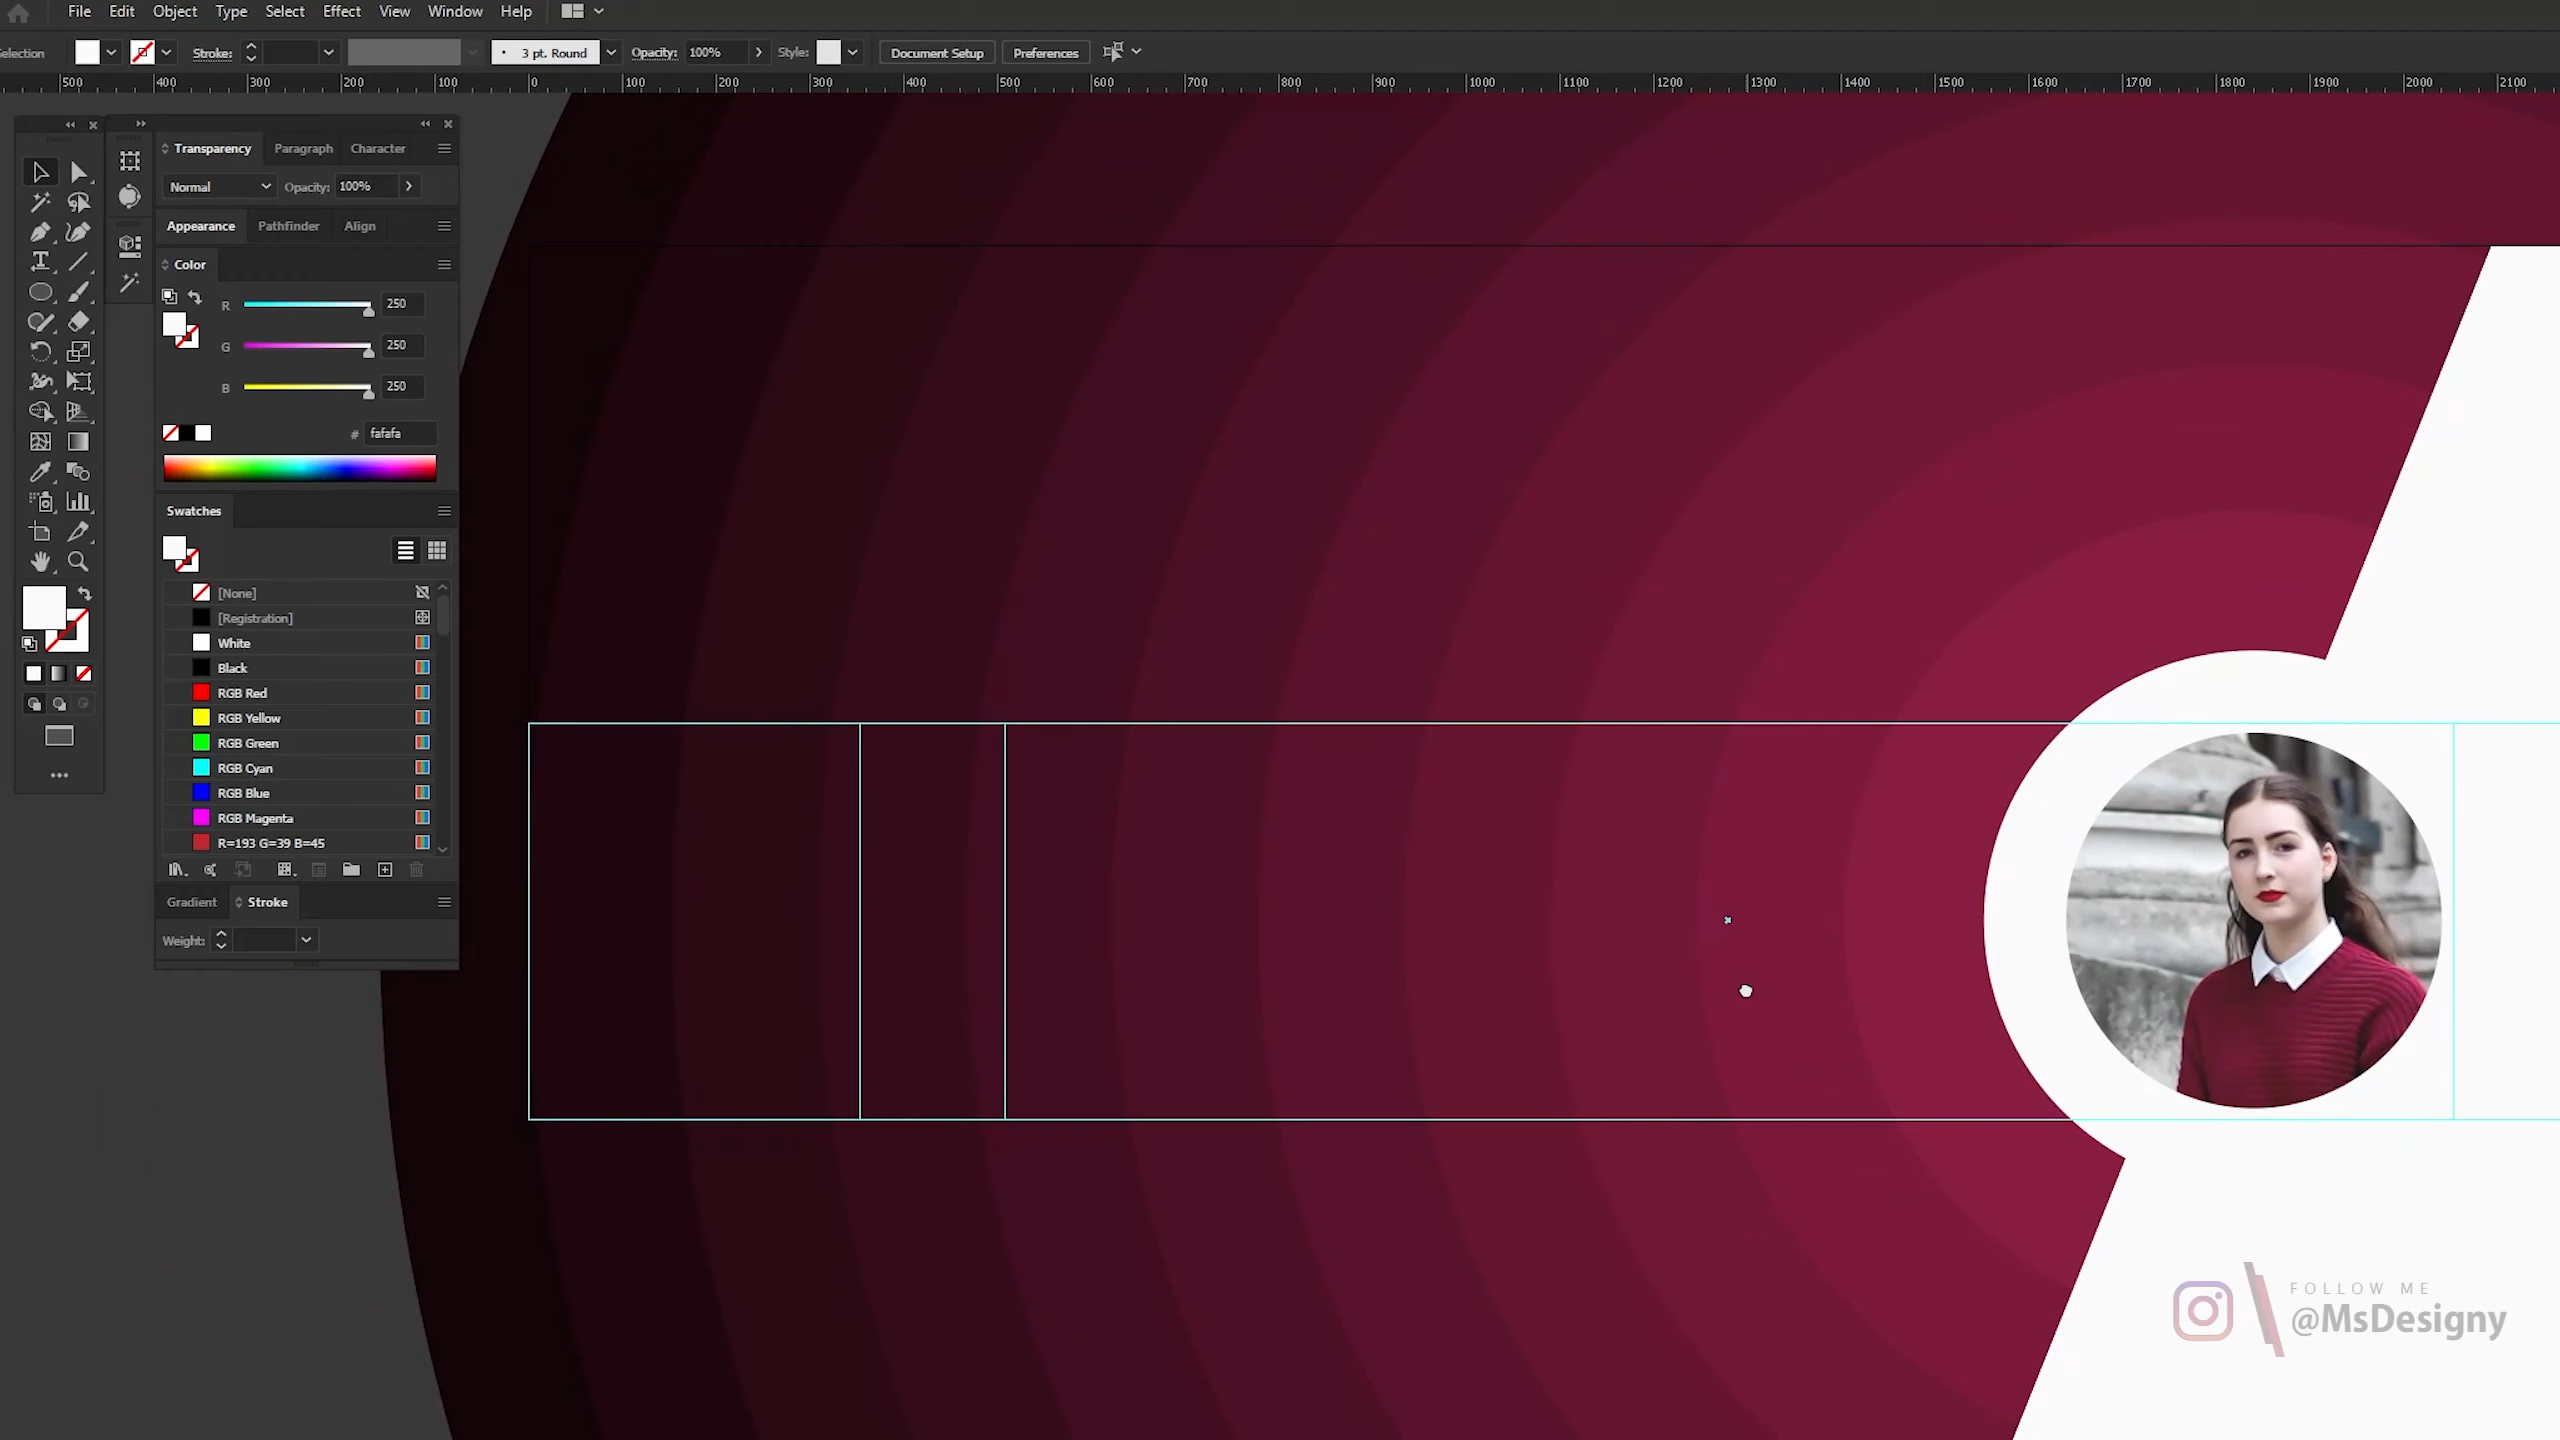 File Edit Object Type Select Effect View Window Help
Selection Stroke: 3 pt. Round Opacity: 100% Style: Document Setup Preferences
500 400 300 200 100 0 100 200 300 400 500 600 700 800 900 1000 1100 1200 1300 1400 1500 1600 1700 1800 1900 2000 2100
Transparency Paragraph Character
Normal Opacity: 100%
Appearance Pathfinder Align
Color
R 250
G 250
B 250
# fafafa
Swatches
[None]
[Registration]
White
Black
RGB Red
RGB Yellow
RGB Green
RGB Cyan
RGB Blue
RGB Magenta
R=193 G=39 B=45
Gradient Stroke
Weight:
FOLLOW ME
@MsDesigny